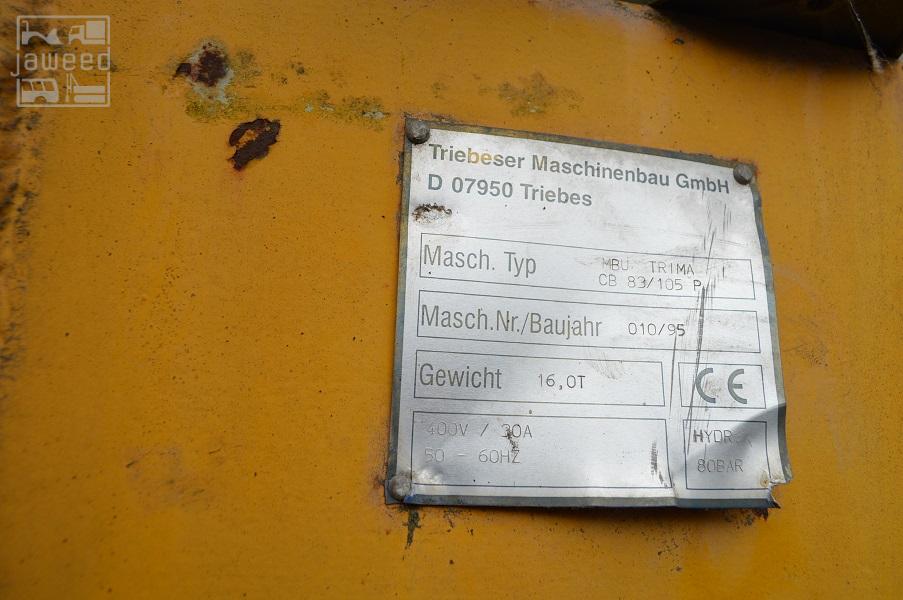 jaweed
Triebeser Maschinenbau GmbH
D 07950 Triebes
Masch. Typ
MBU. TRIMA
CB 83/105 P
Masch.Nr./Baujahr 010/95
Gewicht 16,0T
CE
400V / 30A
50 - 60HZ
80BAR